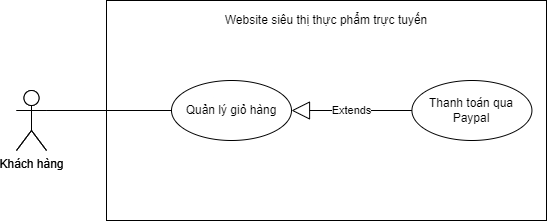 Website siêu thị thực phẩm trực tuyến
Quản lý giỏ hàng
Extends
Thanh toán qua
Paypal
Khách hàng